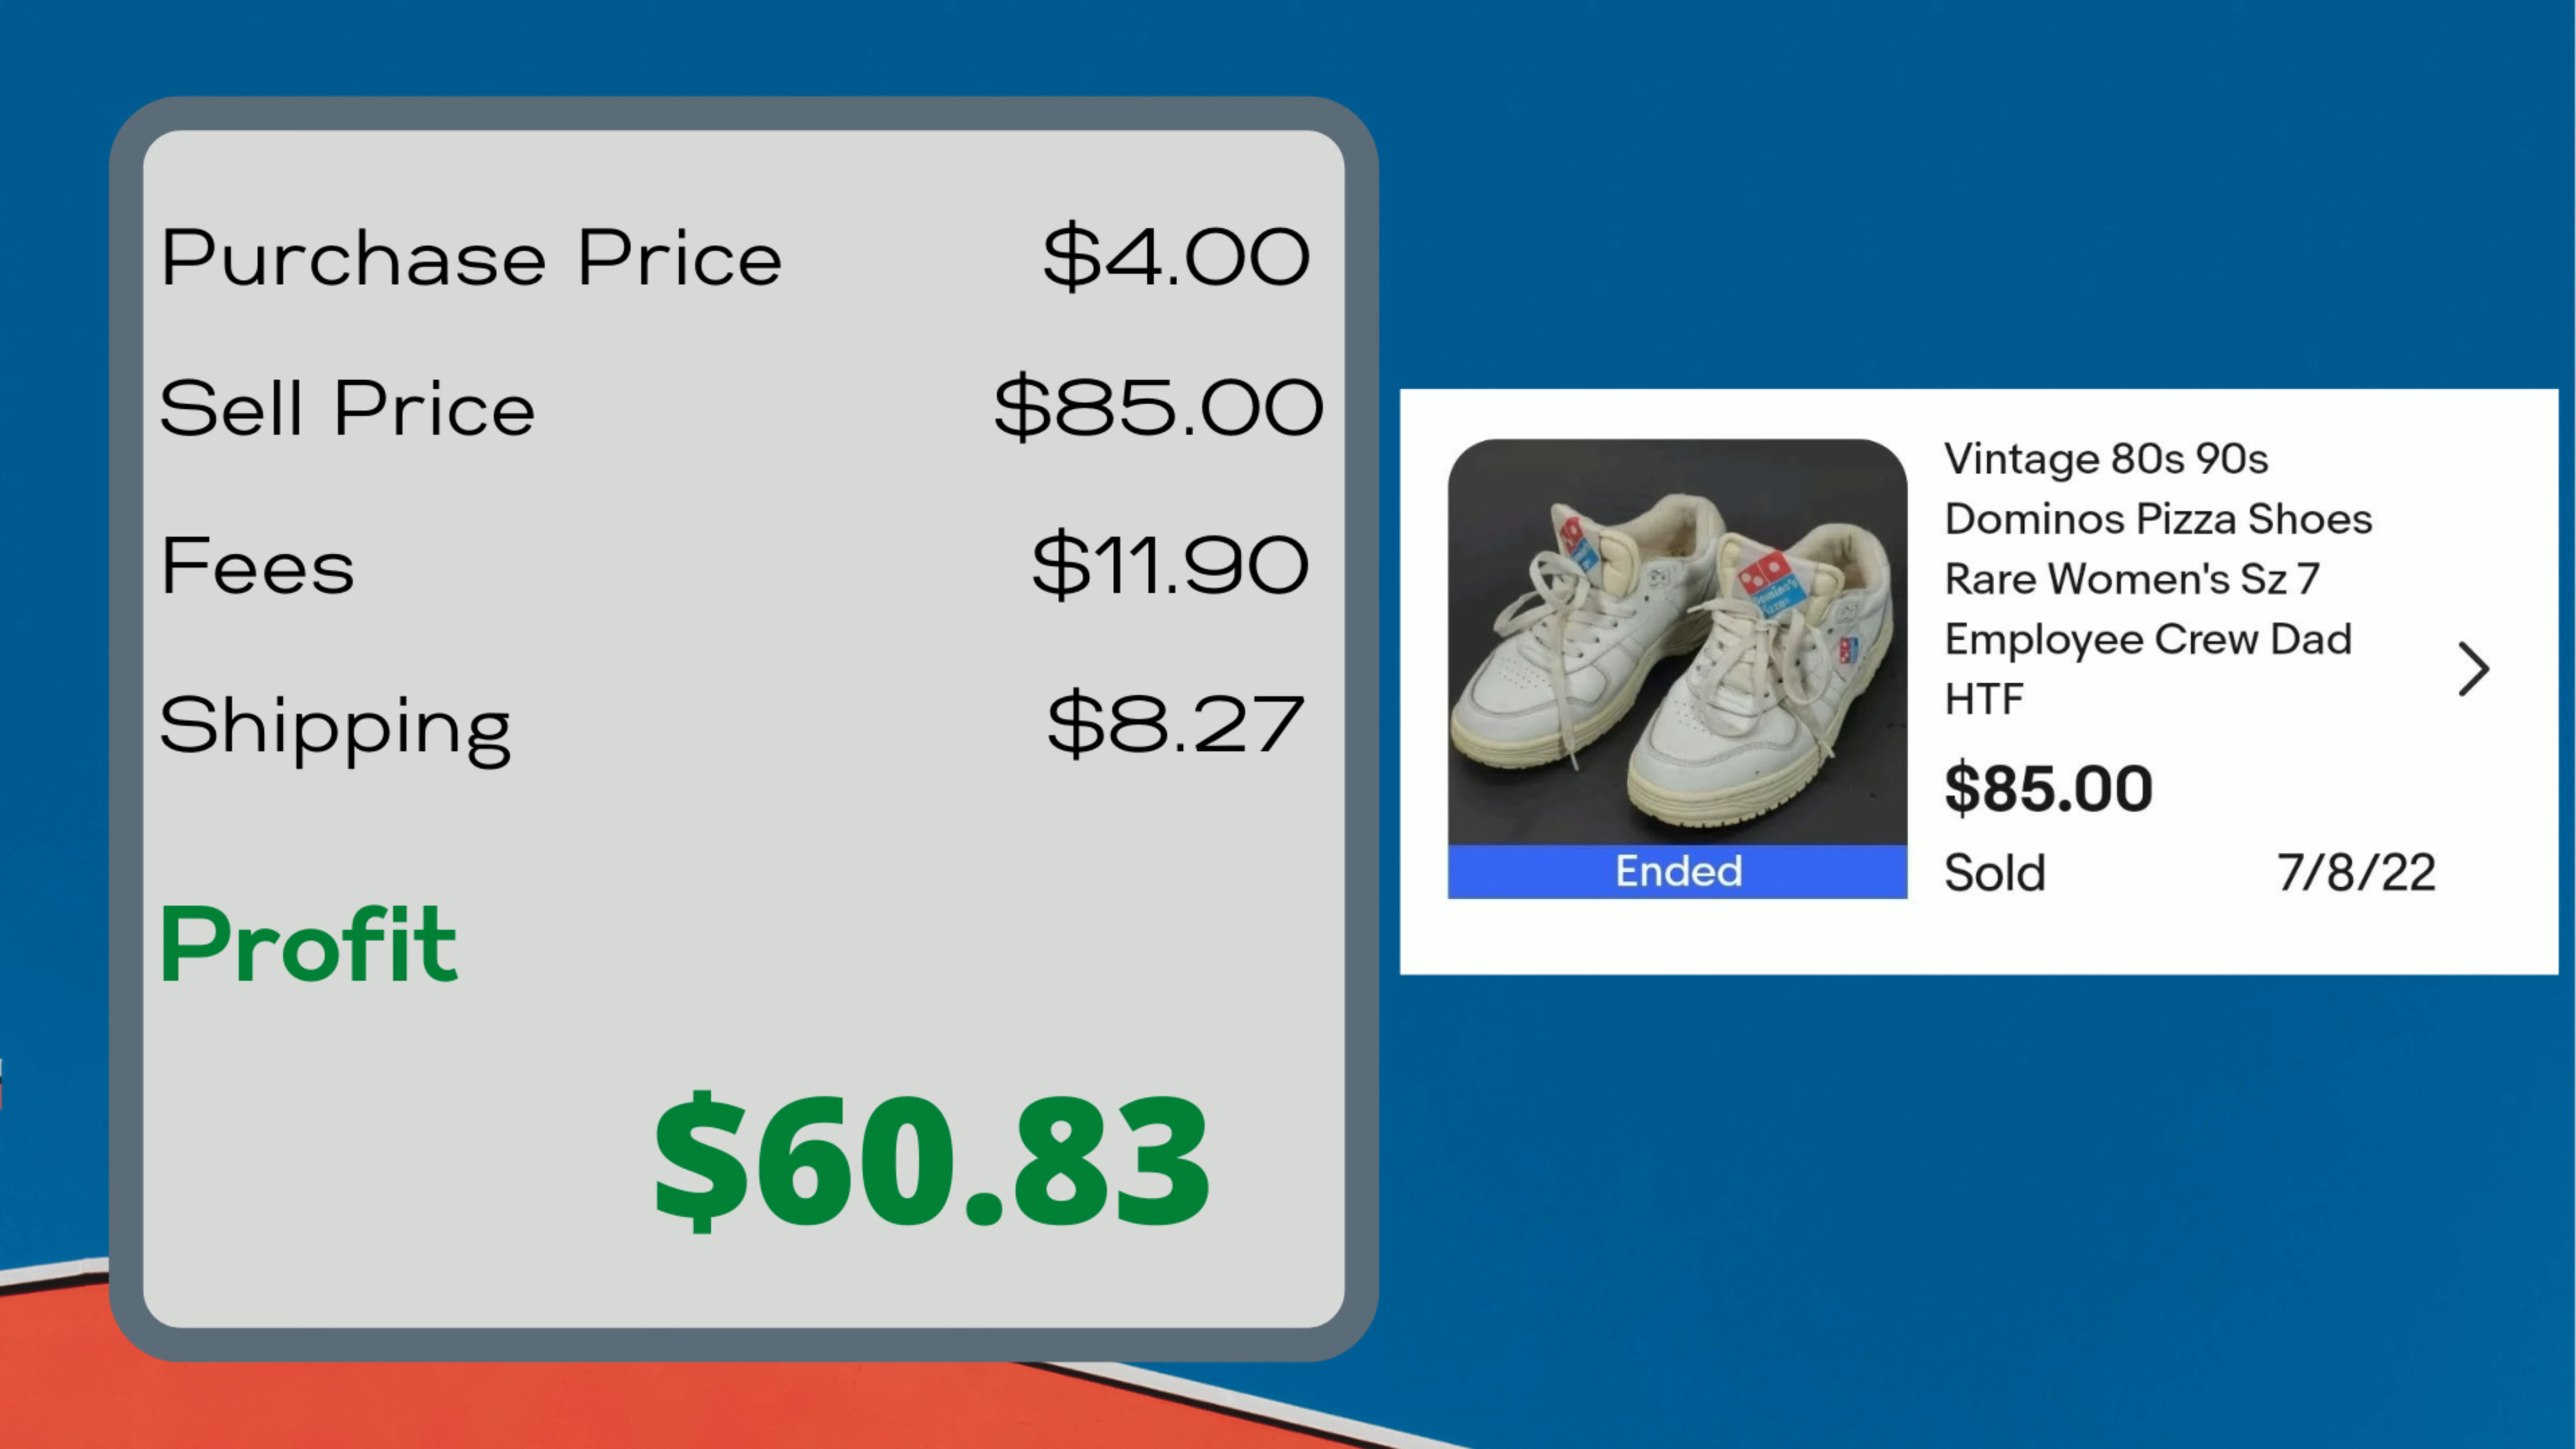 Purchase Price $4.00
Sell Price $85.00
Fees $11.90
Shipping $8.27
Profit
$60.83
Vintage 80s 90s
Dominos Pizza Shoes
Rare Women's Sz 7
Employee Crew Dad
HTF
$85.00
Sold 7/8/22
Domino's
Pizza
Ended